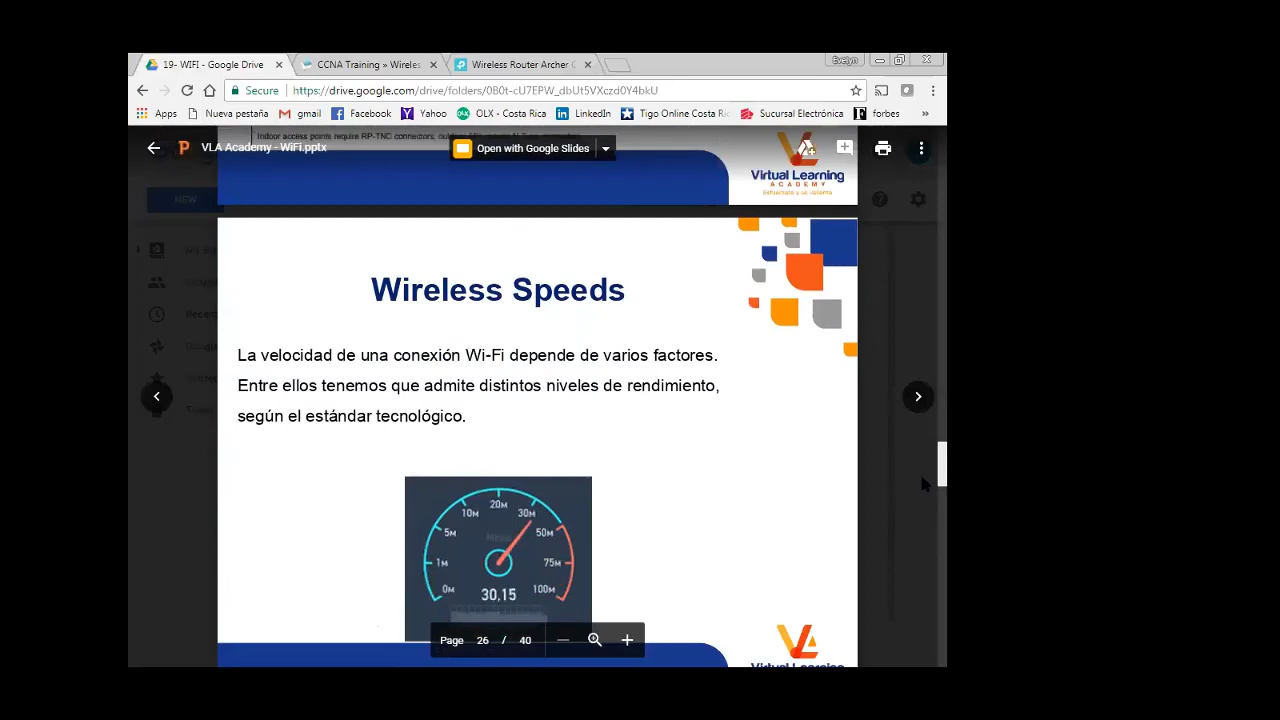 19- WIFI - Google Drive
CCNA Training » Wireles
Wireless Router Archer C
Evelyn
Secure
https://drive.google.com/drive/folders/0B0t-cU7EPW_dbUt5VXczd0Y4bkU
Apps
Nueva pestaña
gmail
Facebook
Yahoo
OLX - Costa Rica
LinkedIn
Tigo Online Costa Ric
Sucursal Electrónica
forbes
»
VLA Academy - WiFi.pptx
Open with Google Slides
Virtual Learning
ACADEMY
NEW
Wireless Speeds
La velocidad de una conexión Wi-Fi depende de varios factores.
Entre ellos tenemos que admite distintos niveles de rendimiento,
según el estándar tecnológico.
0M
1M
5M
10M
20M
30M
50M
75M
100M
30,15
Page 26 / 40
Virtual Learning